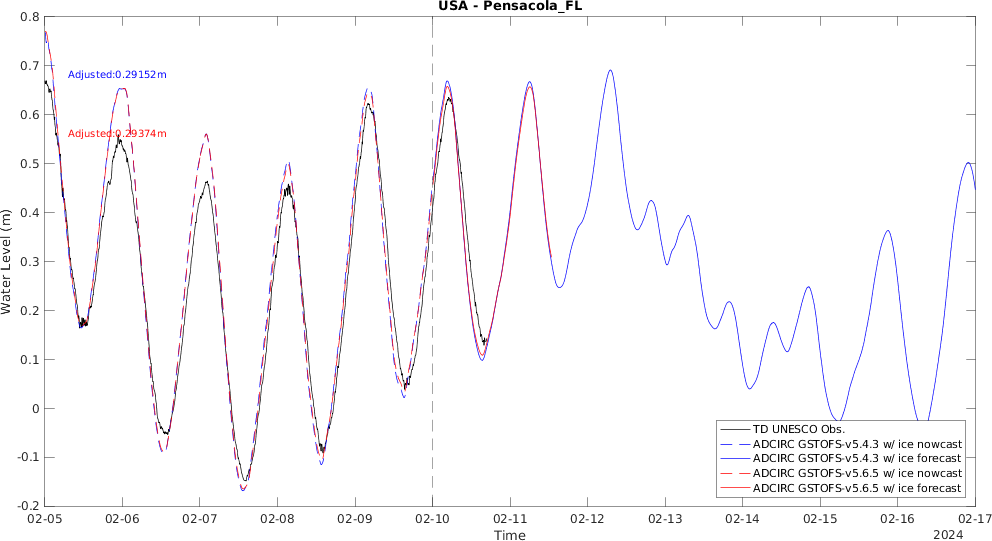 USA - Pensacola_FL
0.8
0.7
0.6
0.5
0.4
0.3
0.2
0.1
0
-0.1
-0.2
Water Level (m)
Adjusted:0.29152m
Adjusted:0.29374m
TD UNESCO Obs.
ADCIRC GSTOFS-v5.4.3 w/ ice nowcast
ADCIRC GSTOFS-v5.4.3 w/ ice forecast
ADCIRC GSTOFS-v5.6.5 w/ ice nowcast
ADCIRC GSTOFS-v5.6.5 w/ ice forecast
02-05 02-06 02-07 02-08 02-09 02-10 02-11 02-12 02-13 02-14 02-15 02-16 02-17
Time
2024